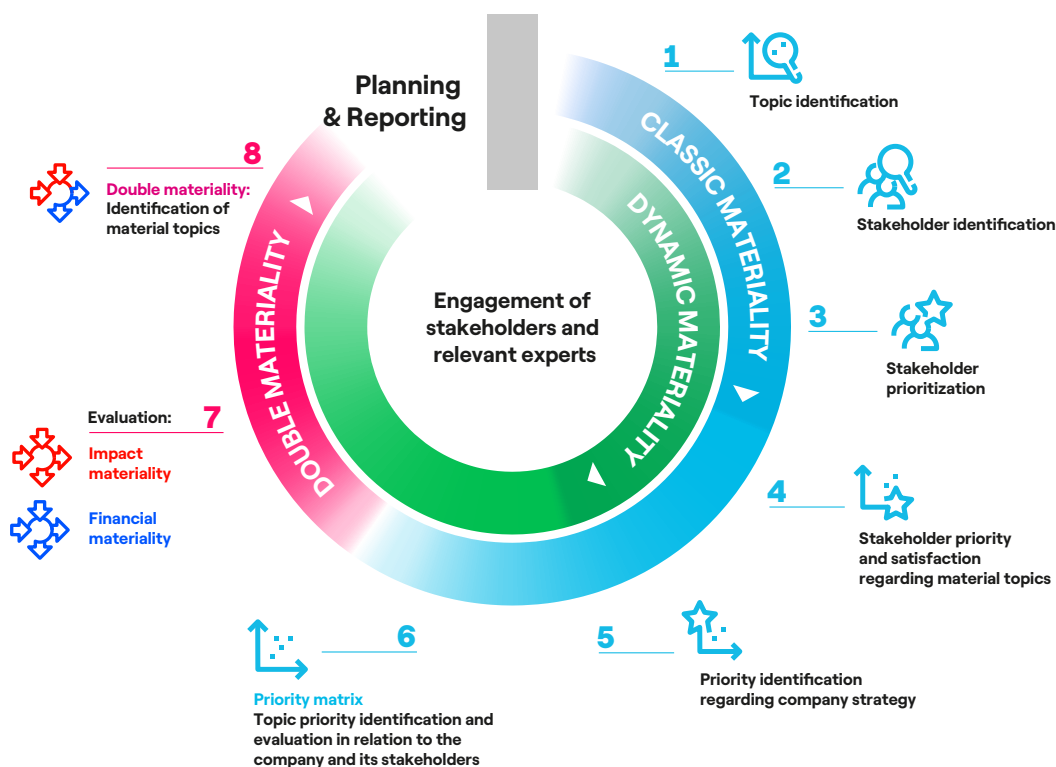 Planning
& Reporting
1
Topic identification
2
Stakeholder identification
3
Stakeholder
prioritization
4
Stakeholder priority
and satisfaction
regarding material topics
5
Priority identification
regarding company strategy
6
Priority matrix
Topic priority identification and
evaluation in relation to the
company and its stakeholders
Evaluation: 7
Impact
materiality
Financial
materiality
8
Double materiality:
Identification of
material topics
CLASSIC MATERIALITY
DYNAMIC MATERIALITY
DOUBLE MATERIALITY
Engagement of
stakeholders and
relevant experts